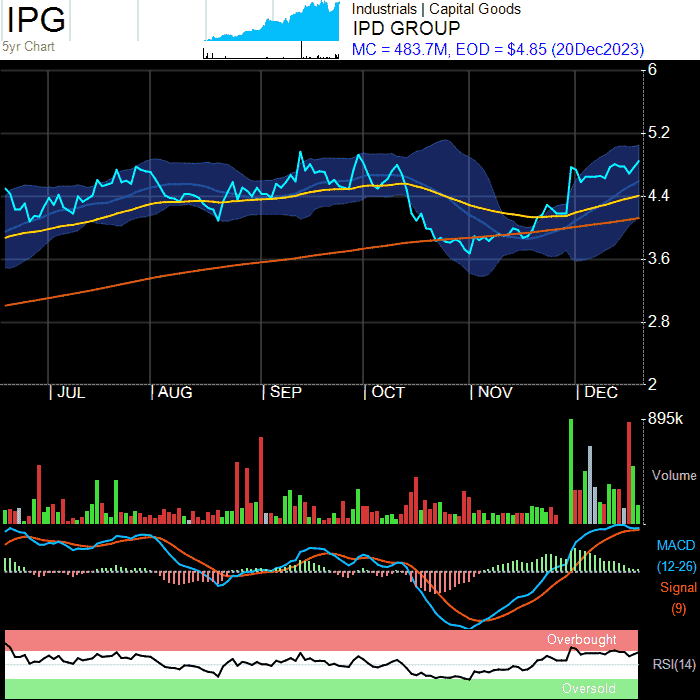 IPG
5yr Chart
Industrials | Capital Goods
IPD GROUP
MC = 483.7M, EOD = $4.85 (20Dec2023)
6
5.2
4.4
3.6
2.8
2
| JUL | AUG | SEP | OCT | NOV | DEC
895k
Volume
MACD
(12-26)
Signal
(9)
Overbought
RSI(14)
Oversold